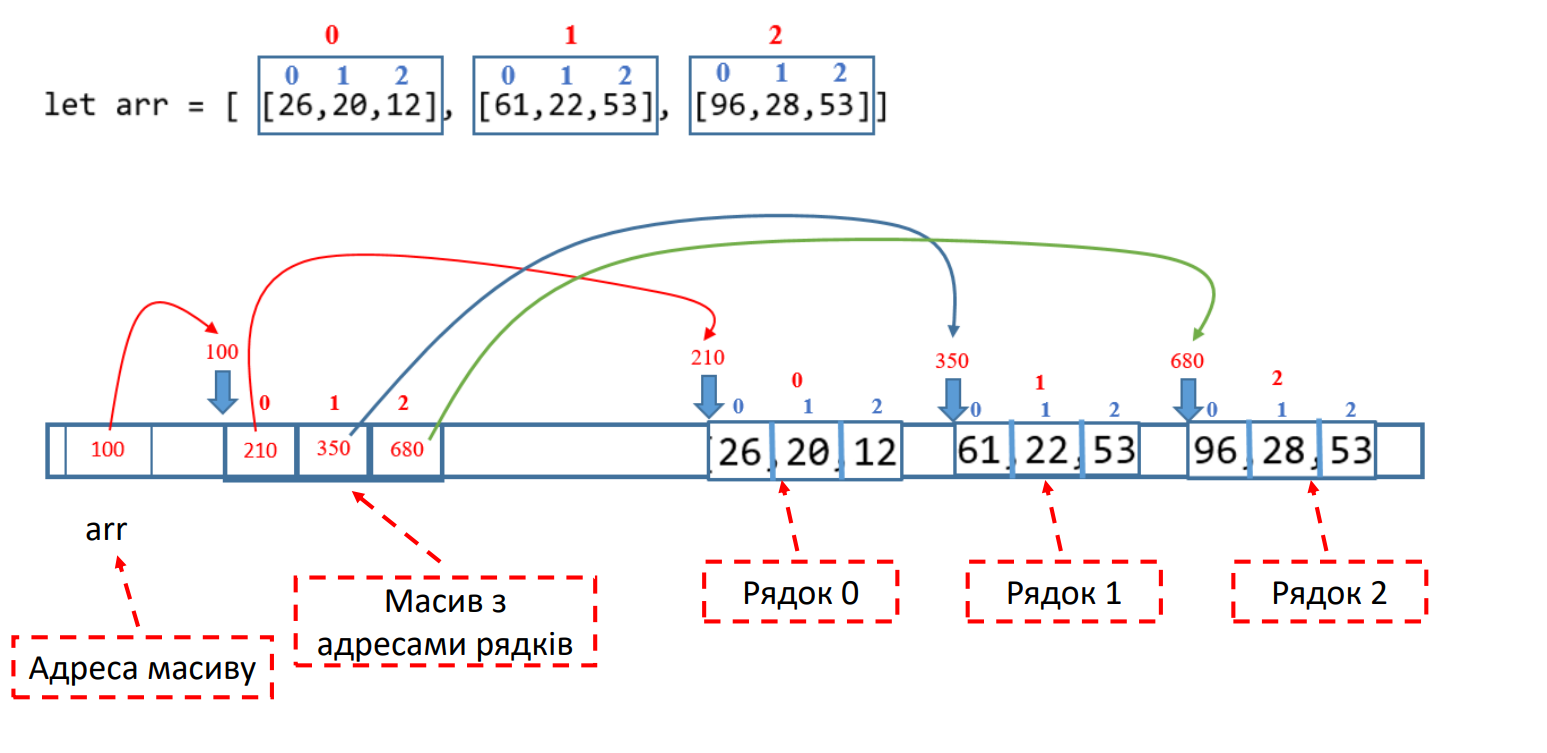 0 1 2
0 1 2 0 1 2 0 1 2
let arr = [ [26,20,12], [61,22,53], [96,28,53]]
100 210 350 680
0 1 2
0 1 2 0 1 2 0 1 2 0 1 2
100 210 350 680 26,20,12 61,22,53 96,28,53
arr
Масив з
адресами рядків
Рядок 0 Рядок 1 Рядок 2
Адреса масиву